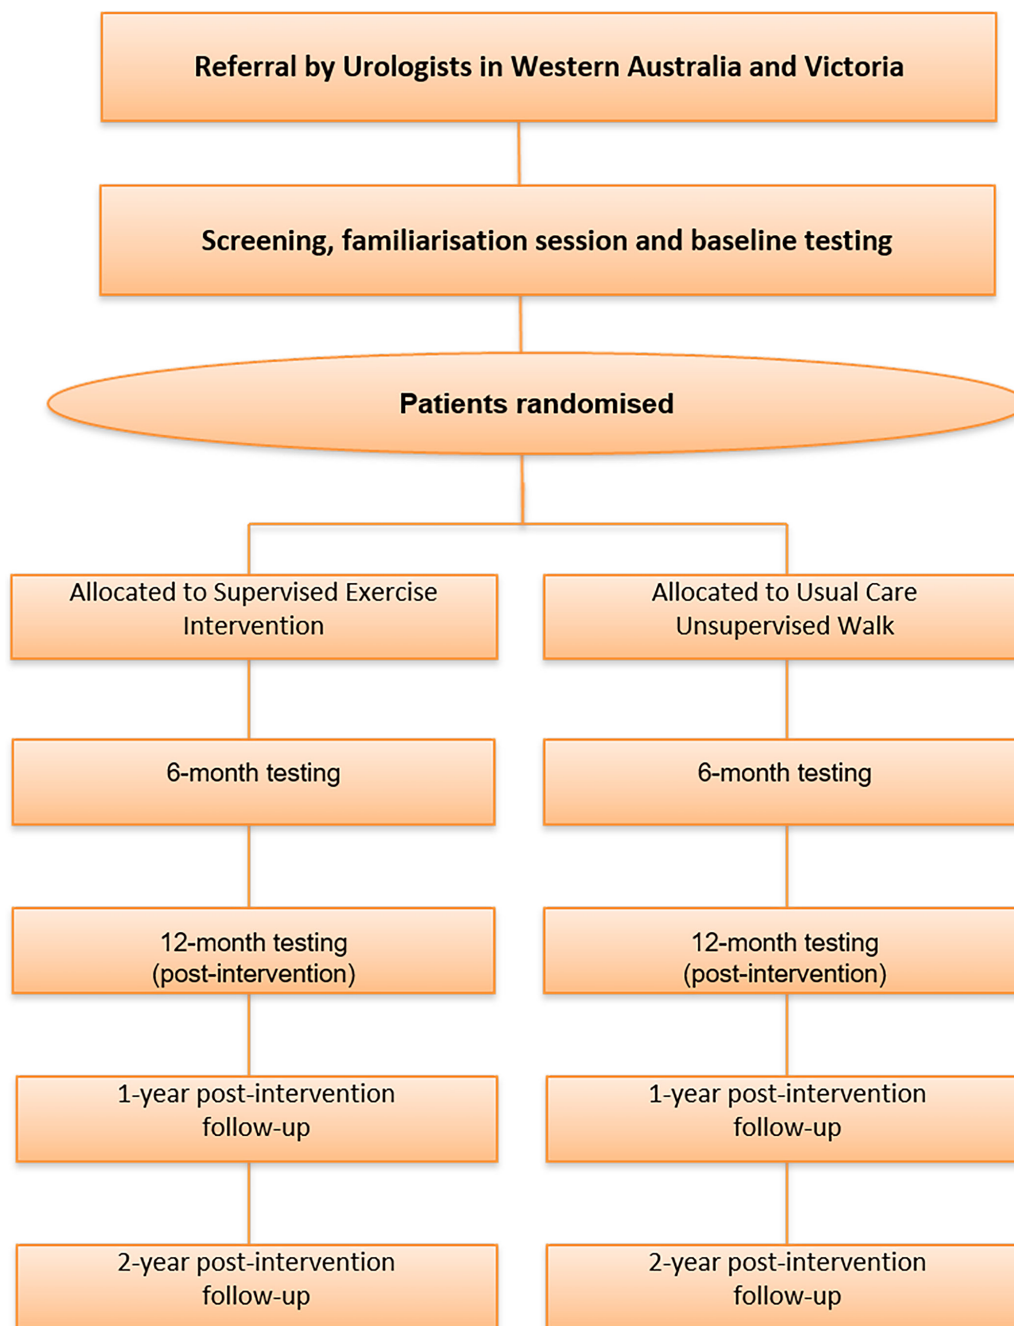 Referral by Urologists in Western Australia and Victoria
Screening, familiarisation session and baseline testing
Patients randomised
Allocated to Supervised Exercise
Intervention
Allocated to Usual Care
Unsupervised Walk
6-month testing
6-month testing
12-month testing
(post-intervention)
12-month testing
(post-intervention)
1-year post-intervention
follow-up
1-year post-intervention
follow-up
2-year post-intervention
follow-up
2-year post-intervention
follow-up